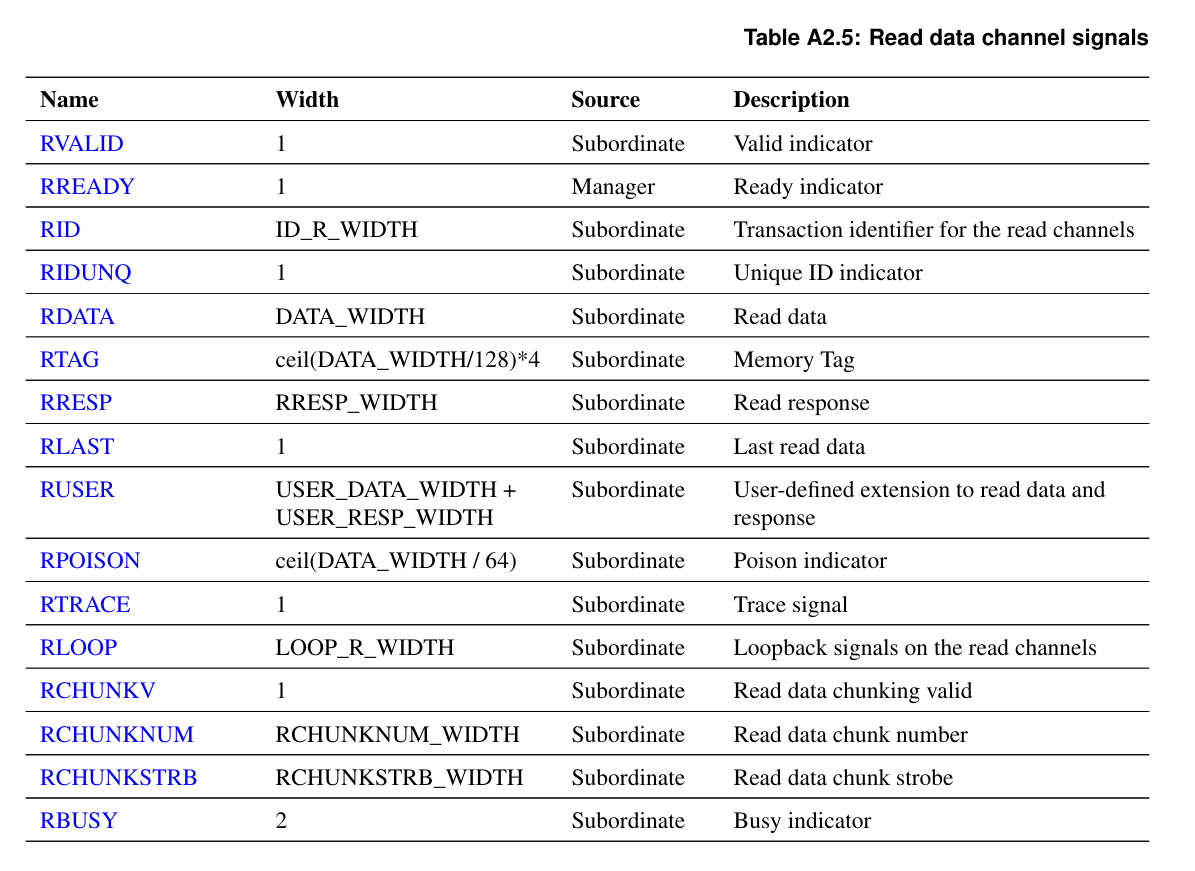 Table A2.5: Read data channel signals
Name Width Source Description
RVALID 1 Subordinate Valid indicator
RREADY 1 Manager Ready indicator
RID ID_R_WIDTH Subordinate Transaction identifier for the read channels
RIDUNQ 1 Subordinate Unique ID indicator
RDATA DATA_WIDTH Subordinate Read data
RTAG ceil(DATA_WIDTH/128)*4 Subordinate Memory Tag
RRESP RRESP_WIDTH Subordinate Read response
RLAST 1 Subordinate Last read data
RUSER USER_DATA_WIDTH + Subordinate User-defined extension to read data and
USER_RESP_WIDTH response
RPOISON ceil(DATA_WIDTH / 64) Subordinate Poison indicator
RTRACE 1 Subordinate Trace signal
RLOOP LOOP_R_WIDTH Subordinate Loopback signals on the read channels
RCHUNKV 1 Subordinate Read data chunking valid
RCHUNKNUM RCHUNKNUM_WIDTH Subordinate Read data chunk number
RCHUNKSTRB RCHUNKSTRB_WIDTH Subordinate Read data chunk strobe
RBUSY 2 Subordinate Busy indicator